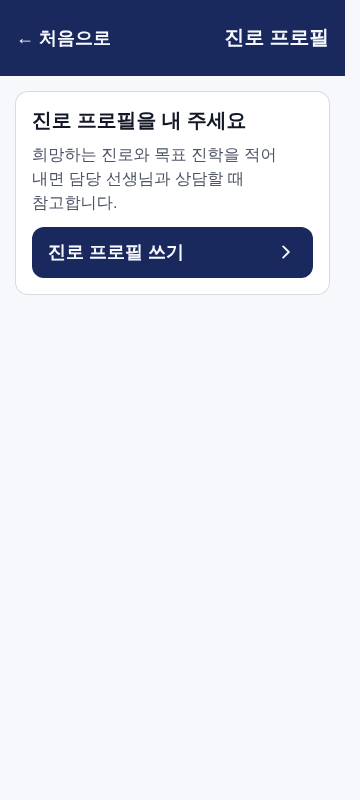 ← 처음으로
진로 프로필
진로 프로필을 내 주세요
희망하는 진로와 목표 진학을 적어
내면 담당 선생님과 상담할 때
참고합니다.
진로 프로필 쓰기